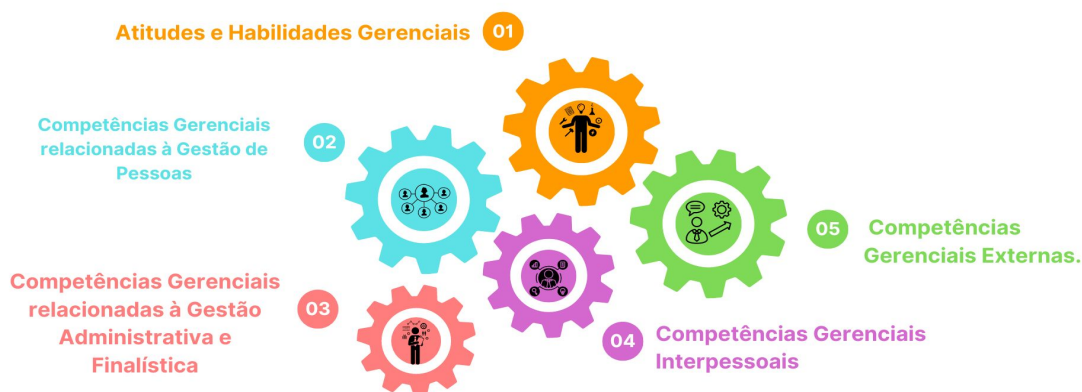 Atitudes e Habilidades Gerenciais
01
Competências Gerenciais
relacionadas à Gestão de
Pessoas
02
Competências Gerenciais
relacionadas à Gestão
Administrativa e
Finalística
03
04
Competências Gerenciais
Interpessoais
05
Competências
Gerenciais Externas.